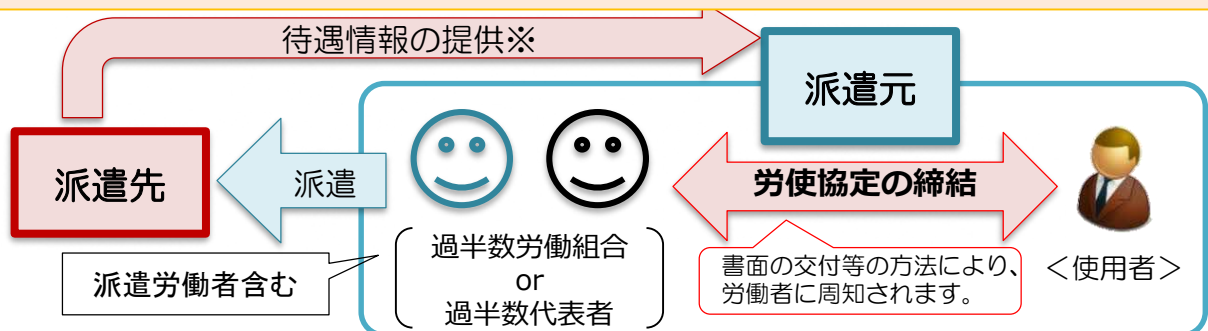 待遇情報の提供※
派遣元
派遣先
派遣
労使協定の締結
過半数労働組合
or
過半数代表者
派遣労働者含む
書面の交付等の方法により、
労働者に周知されます。
＜使用者＞